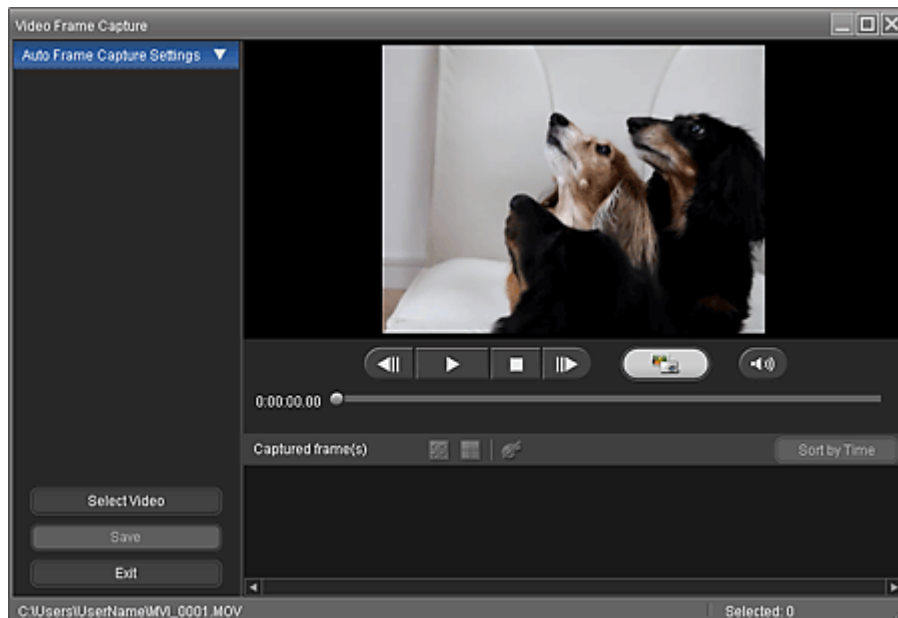 Video Frame Capture
Auto Frame Capture Settings
0:00:00.00
Captured frame(s)
Sort by Time
Select Video
Save
Exit
C:\Users\UserName\MVI_0001.MOV
Selected: 0